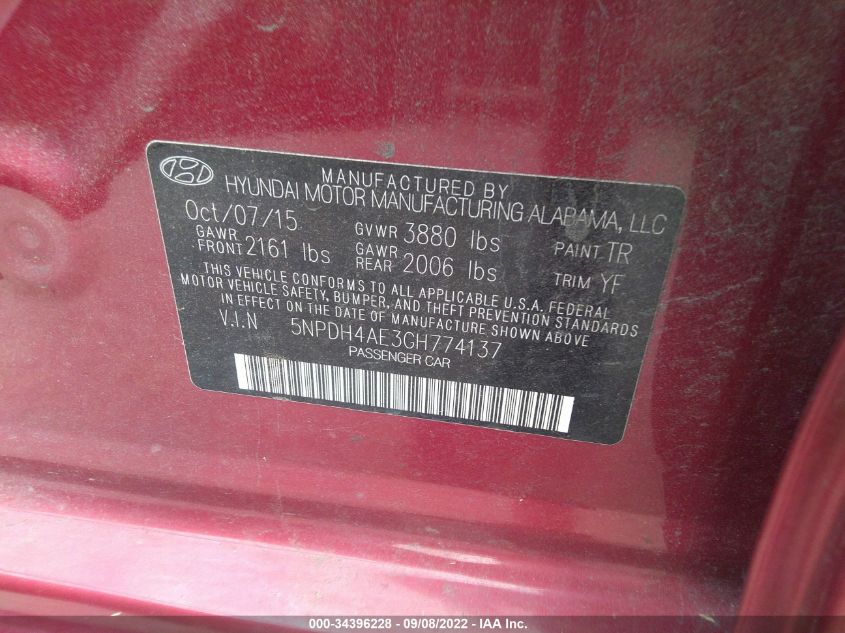 MANUFACTURED BY
HYUNDAI MOTOR MANUFACTURING ALABAMA, LLC
Oct/07/15 GVWR 3880 lbs PAINT TR
GAWR FRONT 2161 lbs GAWR REAR 2006 lbs TRIM YF
THIS VEHICLE CONFORMS TO ALL APPLICABLE U.S.A. FEDERAL
MOTOR VEHICLE SAFETY, BUMPER, AND THEFT PREVENTION STANDARDS
IN EFFECT ON THE DATE OF MANUFACTURE SHOWN ABOVE
V.I.N 5NPDH4AE3GH774137
PASSENGER CAR
000-34396228 - 09/08/2022 - IAA Inc.